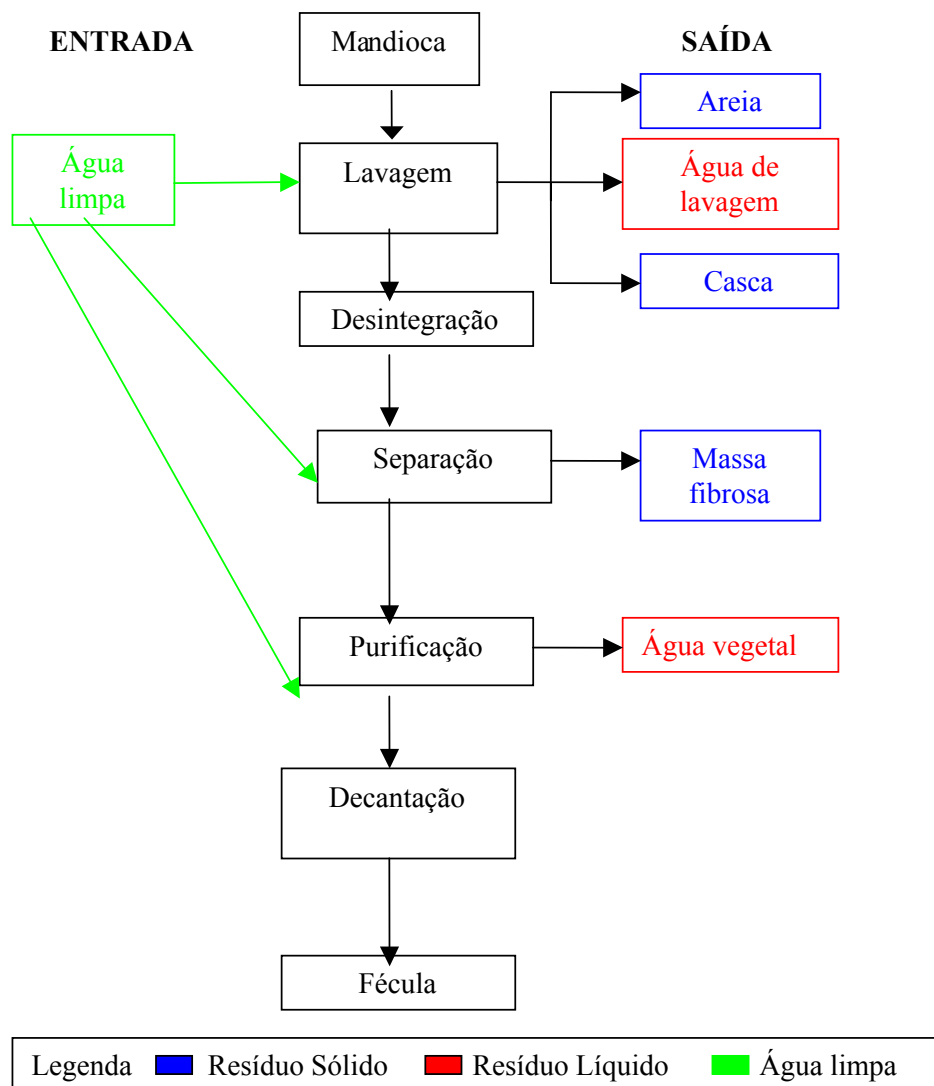 ENTRADA
Mandioca
SAÍDA
Areia
Água
limpa
Lavagem
Água de
lavagem
Casca
Desintegração
Separação
Massa
fibrosa
Purificação
Água vegetal
Decantação
Fécula
Legenda Resíduo Sólido Resíduo Líquido Água limpa